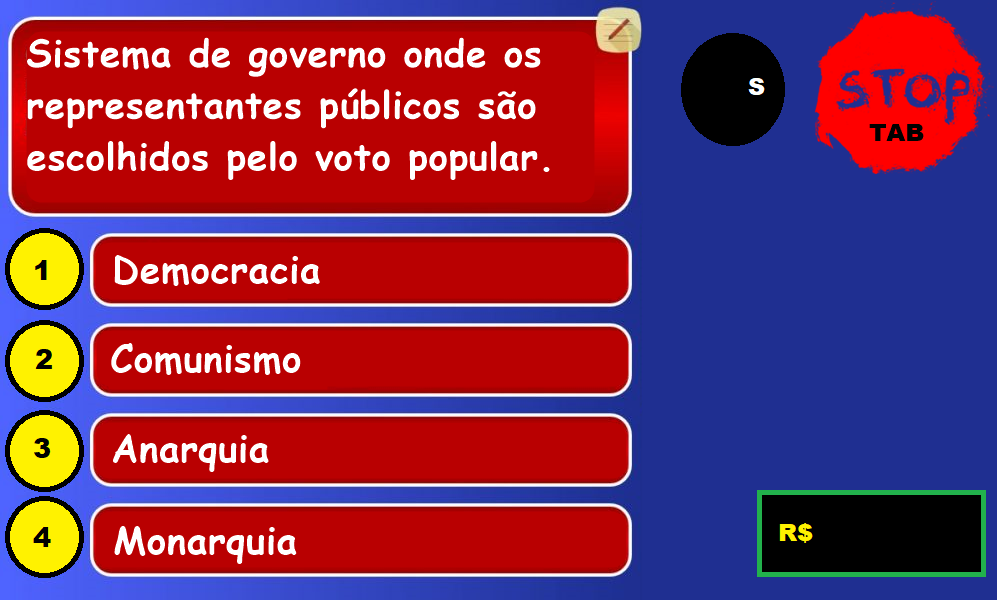 Sistema de governo onde os
representantes públicos são
escolhidos pelo voto popular.
S
STOP
TAB
1
Democracia
2
Comunismo
3
Anarquia
4
Monarquia
R$